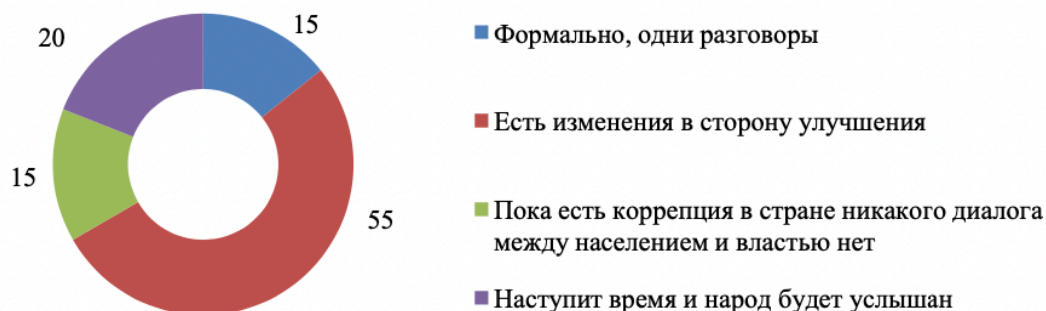 15
20
15
55
Формально, одни разговоры
Есть изменения в сторону улучшения
Пока есть коррепция в стране никакого диалога
между населением и властью нет
Наступит время и народ будет услышан